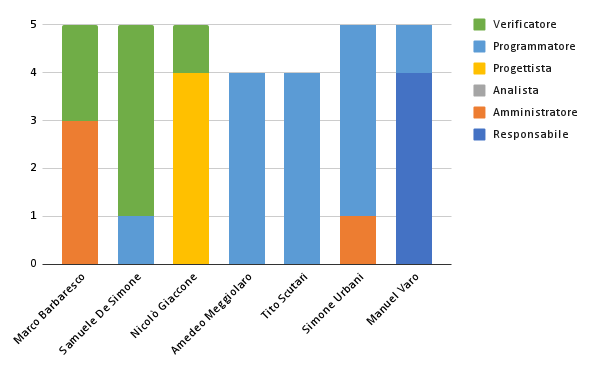 5
4
3
2
1
0
Marco Barbaresco
Samuele De Simone
Nicolò Giaccone
Amedeo Meggiolaro
Tito Scutari
Simone Urbani
Manuel Varo
Verificatore
Programmatore
Progettista
Analista
Amministratore
Responsabile